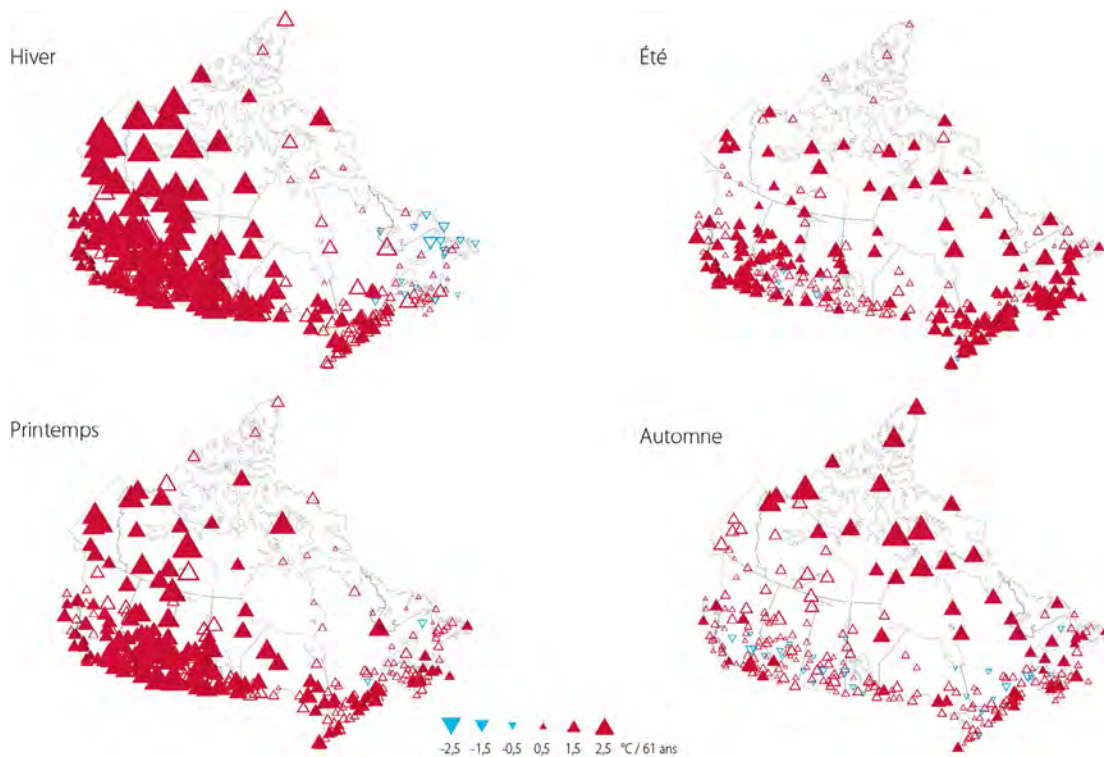 Hiver
Été
Printemps
Automne
-2,5 -1,5 -0,5 0,5 1,5 2,5 °C / 61 ans